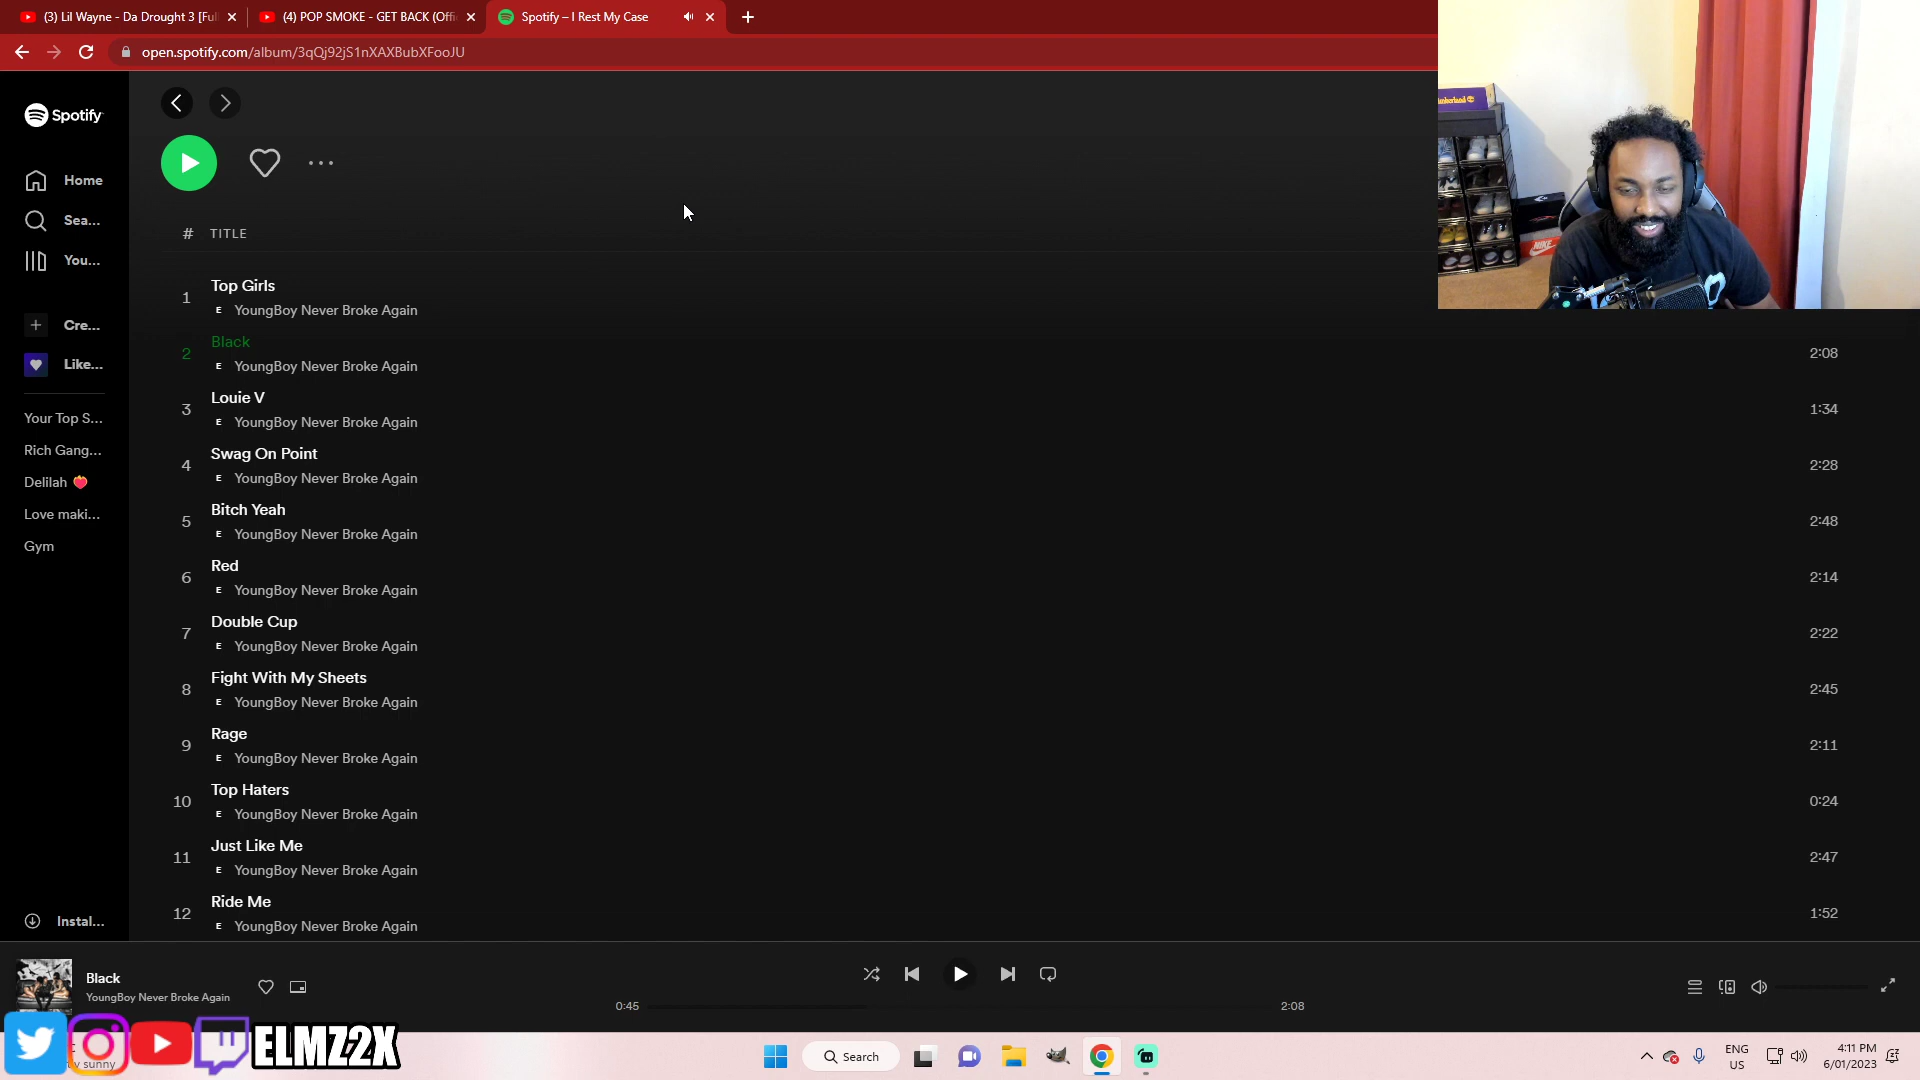 (3) Lil Wayne - Da Drought 3 [Ful
(4) POP SMOKE - GET BACK (Offi
Spotify – I Rest My Case
open.spotify.com/album/3qQj92jS1nXAXBubXFooJU
Spotify
Home
Sea...
You...
Cre...
Like...
Your Top S...
Rich Gang...
Delilah
Love maki...
Gym
Instal...
# TITLE
1 Top Girls
E YoungBoy Never Broke Again
2 Black 2:08
E YoungBoy Never Broke Again
3 Louie V 1:34
E YoungBoy Never Broke Again
4 Swag On Point 2:28
E YoungBoy Never Broke Again
5 Bitch Yeah 2:48
E YoungBoy Never Broke Again
6 Red 2:14
E YoungBoy Never Broke Again
7 Double Cup 2:22
E YoungBoy Never Broke Again
8 Fight With My Sheets 2:45
E YoungBoy Never Broke Again
9 Rage 2:11
E YoungBoy Never Broke Again
10 Top Haters 0:24
E YoungBoy Never Broke Again
11 Just Like Me 2:47
E YoungBoy Never Broke Again
12 Ride Me 1:52
E YoungBoy Never Broke Again
Black
YoungBoy Never Broke Again
0:45 2:08
ELMZ2X
sunny
Search
ENG
US
4:11 PM
6/01/2023
NIKE